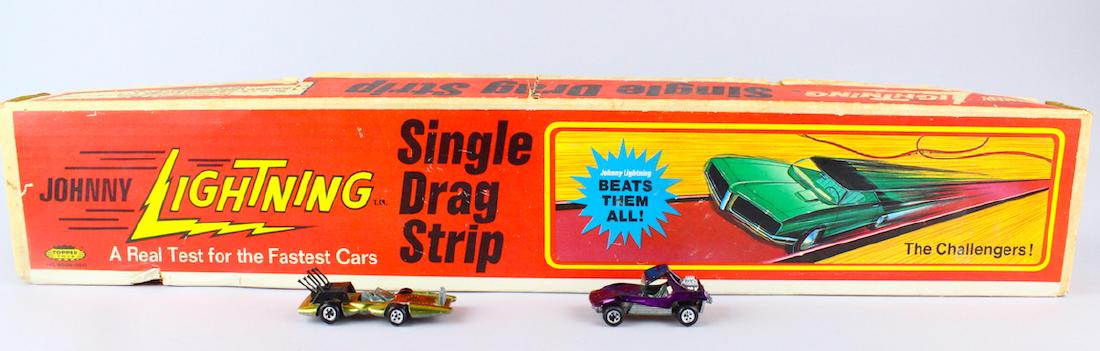 Single Drag Strip
LIGHTNING
JOHNNY
LIGHTNING
T.M.
Single
Drag
Strip
A Real Test for the Fastest Cars
TOPPER
Johnny Lightning
BEATS
THEM
ALL!
The Challengers!